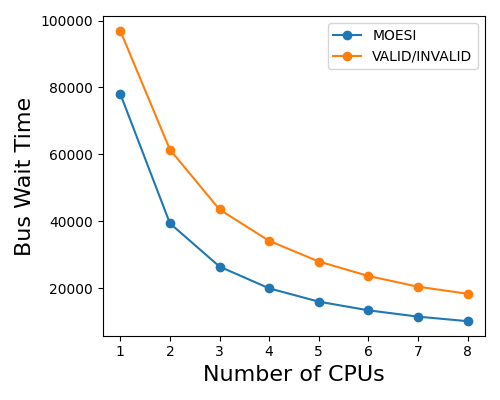 100000
80000
60000
40000
20000
Bus Wait Time
MOESI
VALID/INVALID
1 2 3 4 5 6 7 8
Number of CPUs